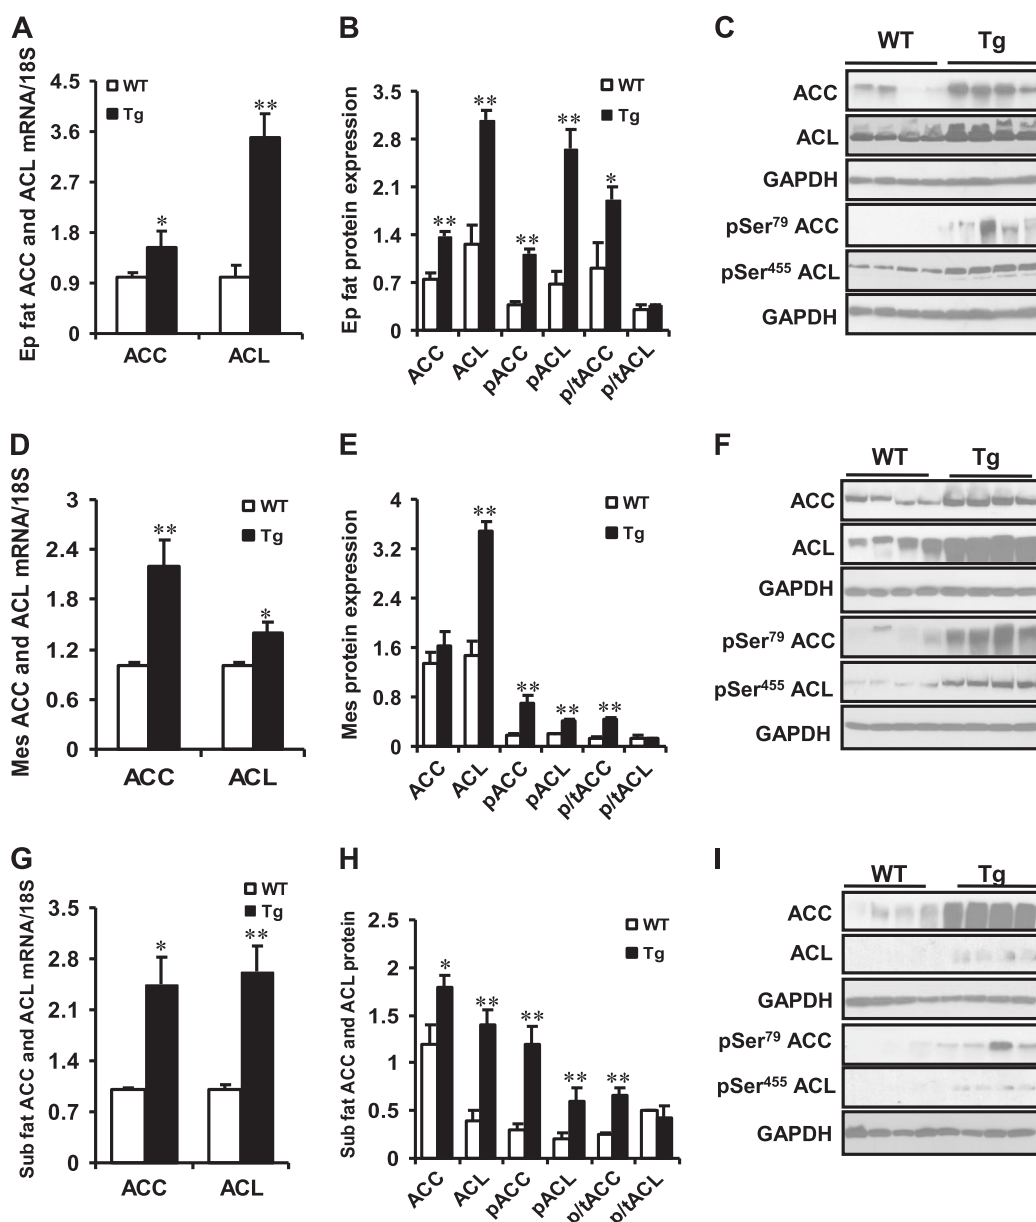 A
Ep fat ACC and ACL mRNA/18S
4.5
3.6
2.7
1.8
0.9
0
WT
Tg
*
**
ACC
ACL
B
Ep fat protein expression
3.5
2.8
2.1
1.4
0.7
0
WT
Tg
**
**
**
**
*
ACC
ACL
pACC
pACL
p/tACC
p/tACL
C
WT
Tg
ACC
ACL
GAPDH
pSer79 ACC
pSer455 ACL
GAPDH
D
Mes ACC and ACL mRNA/18S
3
2.4
1.8
1.2
0.6
0
WT
Tg
**
*
ACC
ACL
E
Mes protein expression
4
3.2
2.4
1.6
0.8
0
WT
Tg
**
**
**
**
ACC
ACL
pACC
pACL
p/tACC
p/tACL
F
WT
Tg
ACC
ACL
GAPDH
pSer79 ACC
pSer455 ACL
GAPDH
G
Sub fat ACC and ACL mRNA/18S
3.5
2.8
2.1
1.4
0.7
0
WT
Tg
*
**
ACC
ACL
H
Sub fat ACC and ACL protein
2.5
2
1.5
1
0.5
0
WT
Tg
*
**
**
**
**
ACC
ACL
pACC
pACL
p/tACC
p/tACL
I
WT
Tg
ACC
ACL
GAPDH
pSer79 ACC
pSer455 ACL
GAPDH